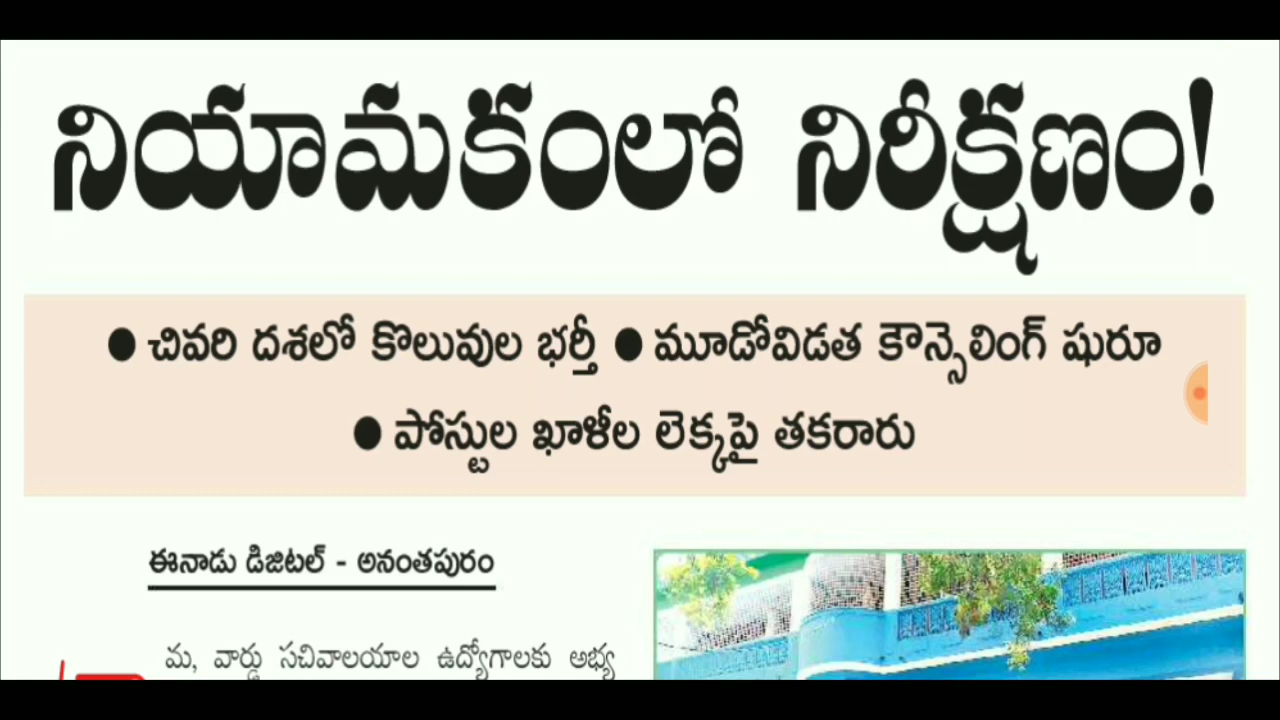 నియామకంలో నిరీక్షణం!
● చివరి దశలో కొలువుల భర్తీ ● మూడోవిడత కౌన్సెలింగ్ షురూ
● పోస్టుల ఖాళీల లెక్కపై తకరారు
ఈనాడు డిజిటల్ - అనంతపురం
మ, వార్డు సచివాలయాల ఉద్యోగాలకు అభ్య